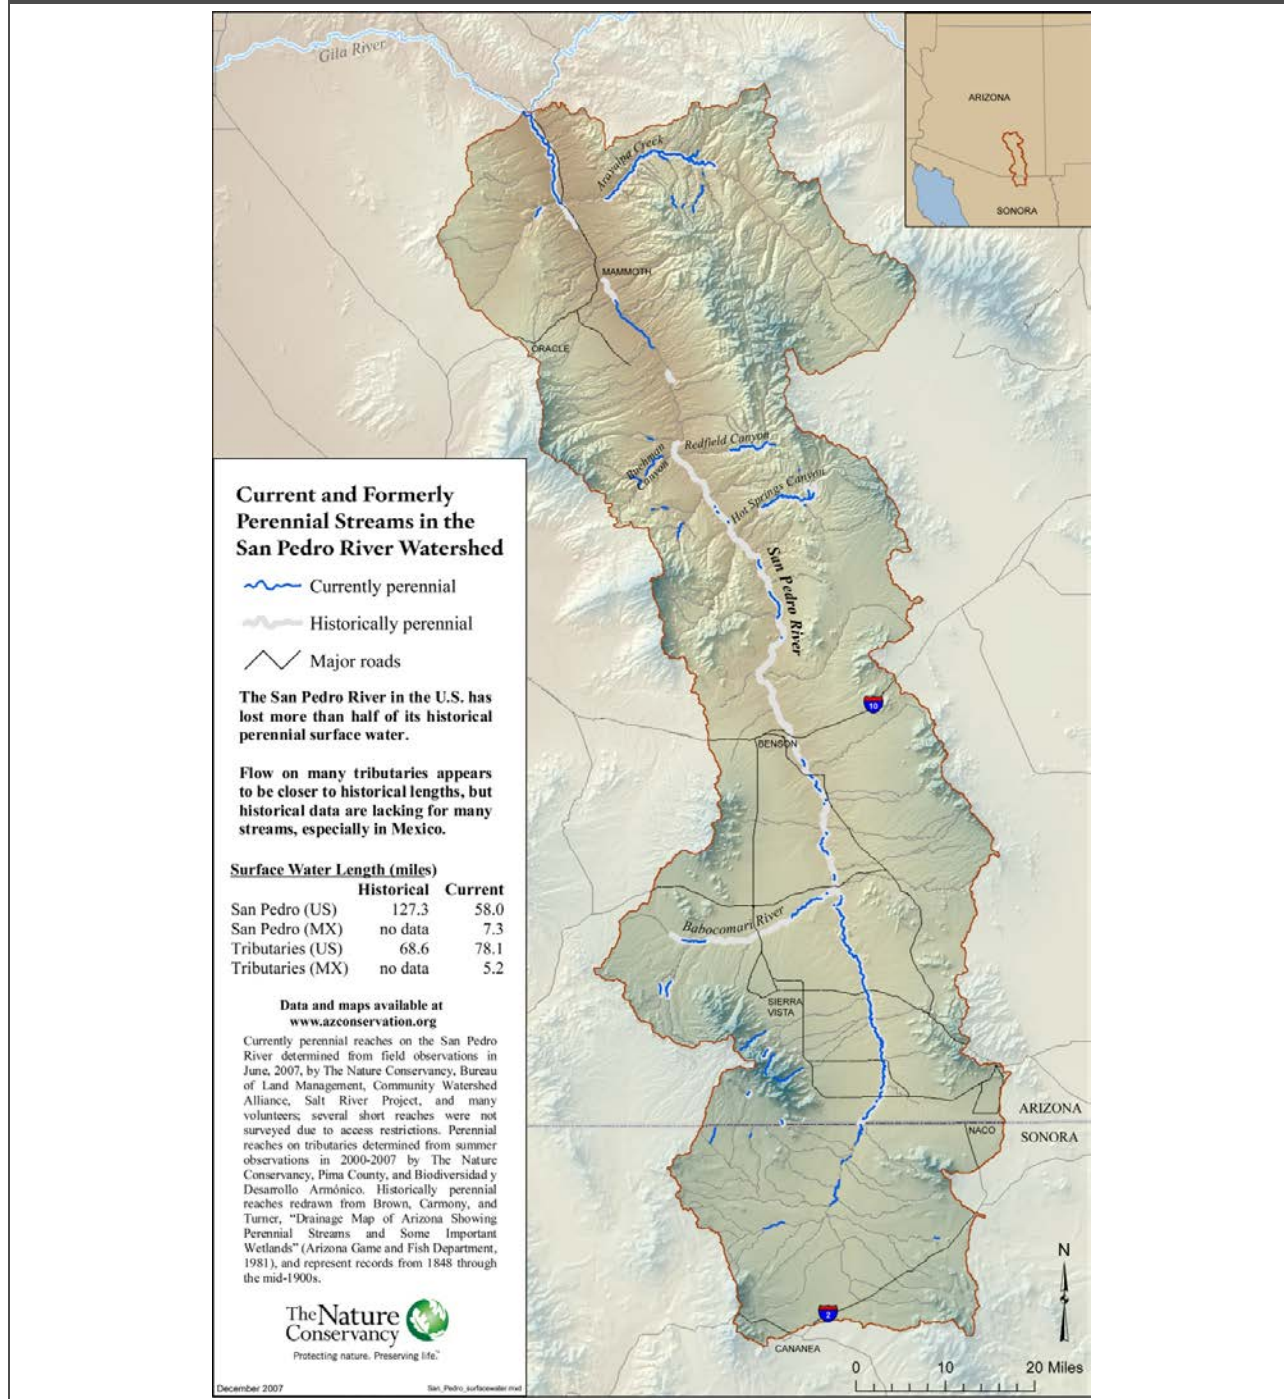 Gila River
ARIZONA
SONORA
Aravaipa Creek
MAMMOTH
ORACLE
Redfield Canyon
Buehman
Canyon
Hot Springs Canyon
San Pedro River
10
BENSON
Babocomari River
SIERRA
VISTA
ARIZONA
NACO
SONORA
2
CANANEA
N
0 10 20 Miles
Current and Formerly
Perennial Streams in the
San Pedro River Watershed
Currently perennial
Historically perennial
Major roads
The San Pedro River in the U.S. has
lost more than half of its historical
perennial surface water.
Flow on many tributaries appears
to be closer to historical lengths, but
historical data are lacking for many
streams, especially in Mexico.
Surface Water Length (miles)
Historical Current
San Pedro (US) 127.3 58.0
San Pedro (MX) no data 7.3
Tributaries (US) 68.6 78.1
Tributaries (MX) no data 5.2
Data and maps available at
www.azconservation.org
Currently perennial reaches on the San Pedro
River determined from field observations in
June, 2007, by The Nature Conservancy, Bureau
of Land Management, Community Watershed
Alliance, Salt River Project, and many
volunteers; several short reaches were not
surveyed due to access restrictions. Perennial
reaches on tributaries determined from summer
observations in 2000-2007 by The Nature
Conservancy, Pima County, and Biodiversidad y
Desarrollo Armónico. Historically perennial
reaches redrawn from Brown, Carmony, and
Turner, "Drainage Map of Arizona Showing
Perennial Streams and Some Important
Wetlands" (Arizona Game and Fish Department,
1981), and represent records from 1848 through
the mid-1900s.
The Nature
Conservancy
Protecting nature. Preserving life.™
December 2007 San_Pedro_surfacewater.mxd